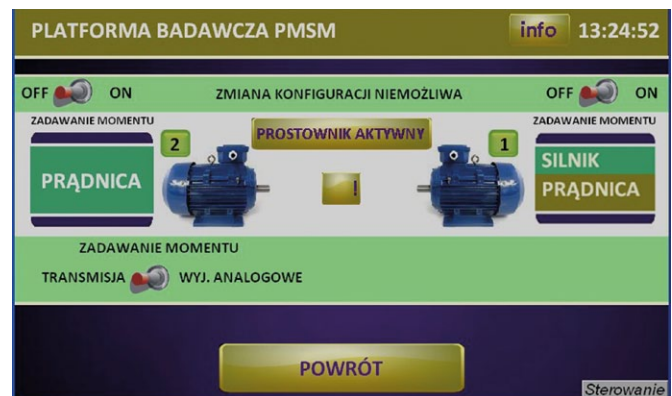 PLATFORMA BADAWCZA PMSM info 13:24:52
OFF ON ZMIANA KONFIGURACJI NIEMOŻLIWA OFF ON
ZADAWANIE MOMENTU ZADAWANIE MOMENTU
2 PROSTOWNIK AKTYWNY 1
PRĄDNICA I SILNIK
PRĄDNICA
ZADAWANIE MOMENTU
TRANSMISJA WYJ. ANALOGOWE
POWRÓT
Sterowanie